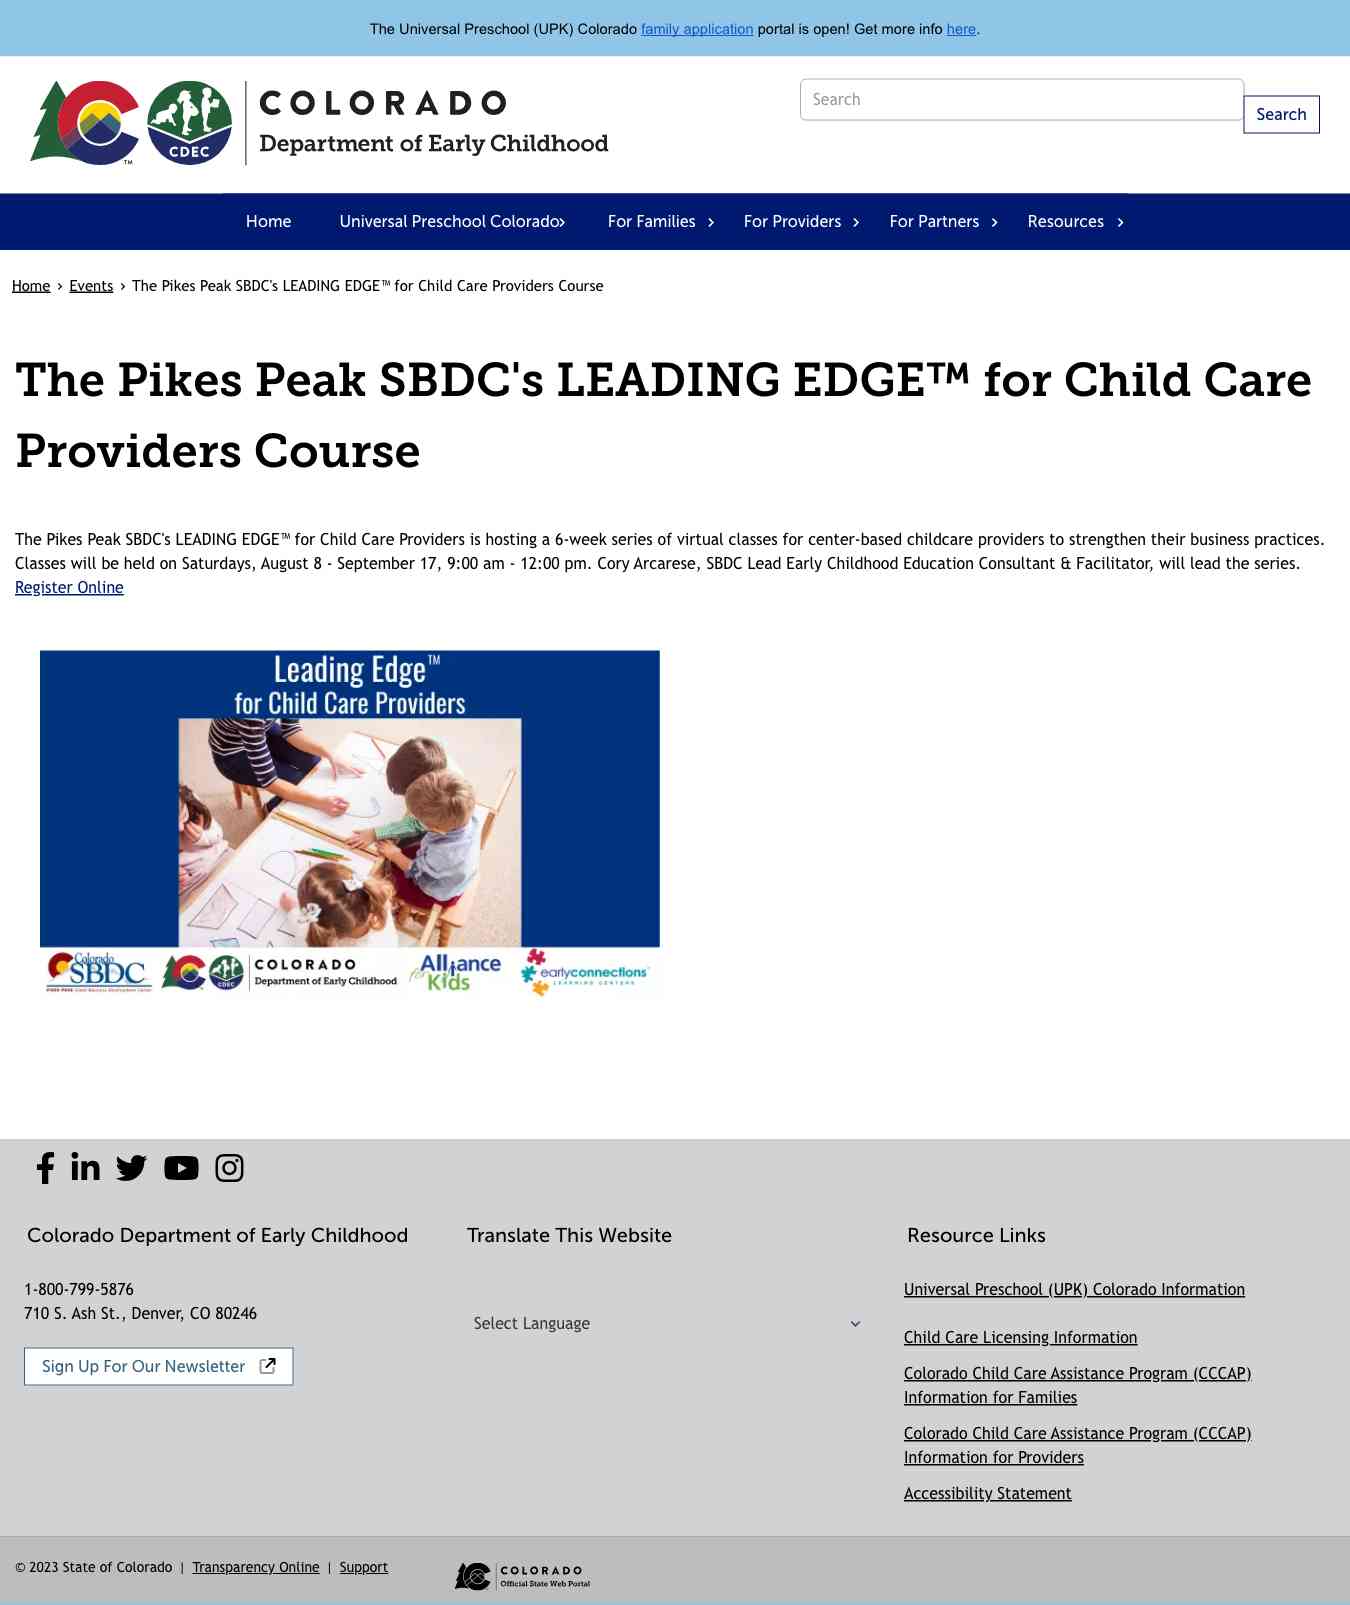 The Universal Preschool (UPK) Colorado family application portal is open! Get more info here.
CDEC
TM
COLORADO
Department of Early Childhood
Search
Search
Home
Universal Preschool Colorado
For Families
For Providers
For Partners
Resources
Home › Events › The Pikes Peak SBDC's LEADING EDGE™ for Child Care Providers Course
The Pikes Peak SBDC's LEADING EDGE™ for Child Care
Providers Course
The Pikes Peak SBDC's LEADING EDGE™ for Child Care Providers is hosting a 6-week series of virtual classes for center-based childcare providers to strengthen their business practices.
Classes will be held on Saturdays, August 8 - September 17, 9:00 am - 12:00 pm. Cory Arcarese, SBDC Lead Early Childhood Education Consultant & Facilitator, will lead the series.
Register Online
Leading Edge™
for Child Care Providers
Colorado
SBDC
PIKES PEAK Small Business Development Center
CDEC
COLORADO
Department of Early Childhood
Alliance
for Kids
earlyconnections
LEARNING CENTERS
Colorado Department of Early Childhood
1-800-799-5876
710 S. Ash St., Denver, CO 80246
Sign Up For Our Newsletter
Translate This Website
Select Language
Resource Links
Universal Preschool (UPK) Colorado Information
Child Care Licensing Information
Colorado Child Care Assistance Program (CCCAP)
Information for Families
Colorado Child Care Assistance Program (CCCAP)
Information for Providers
Accessibility Statement
© 2023 State of Colorado | Transparency Online | Support
COLORADO
Official State Web Portal